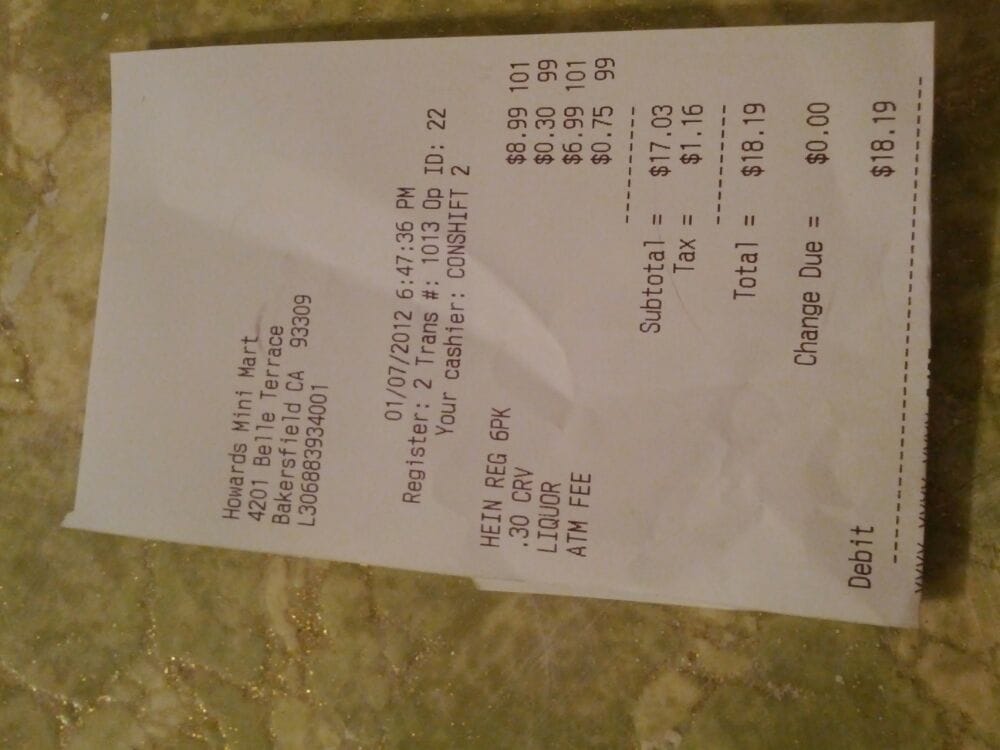 Howards Mini Mart
4201 Belle Terrace
Bakersfield CA 93309
L306883934001
01/07/2012 6:47:36 PM
Register: 2 Trans #: 1013 Op ID: 22
Your cashier: CONSHIFT 2
HEIN REG 6PK $8.99 101
.30 CRV $0.30 99
LIQUOR $6.99 101
ATM FEE $0.75 99
Subtotal = $17.03
Tax = $1.16
Total = $18.19
Change Due = $0.00
Debit $18.19